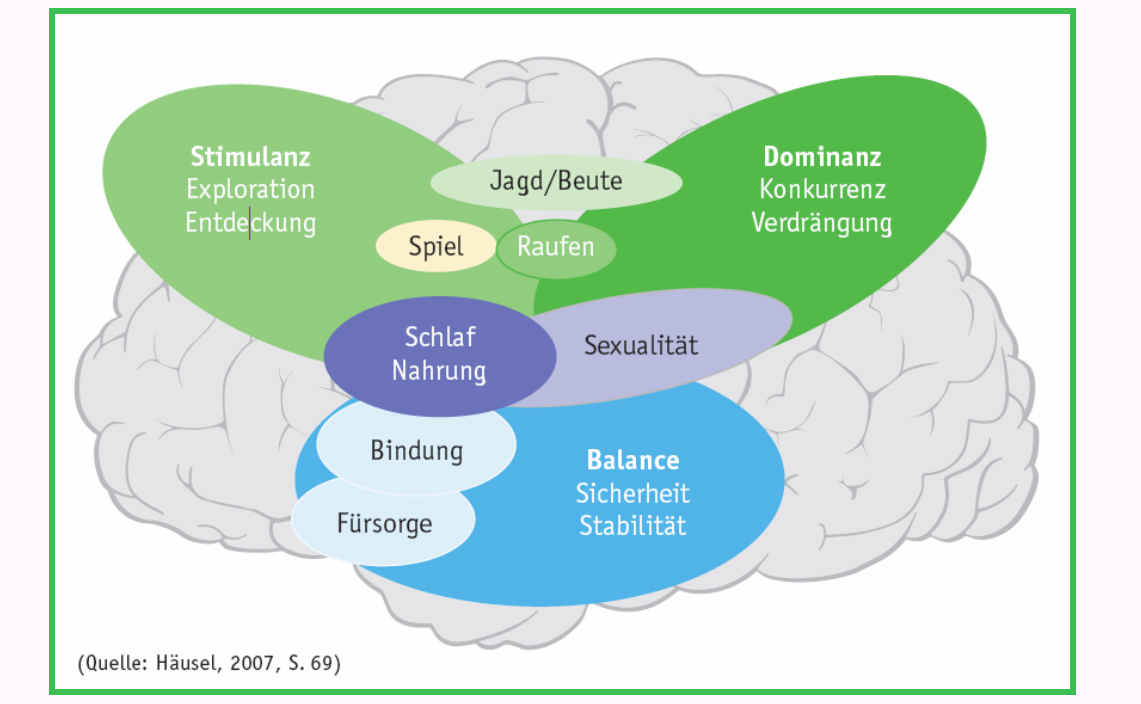 Stimulanz
Exploration
Entdeckung
Dominanz
Konkurrenz
Verdrängung
Jagd/Beute
Spiel
Raufen
Schlaf
Nahrung
Sexualität
Bindung
Fürsorge
Balance
Sicherheit
Stabilität
(Quelle: Häusel, 2007, S. 69)